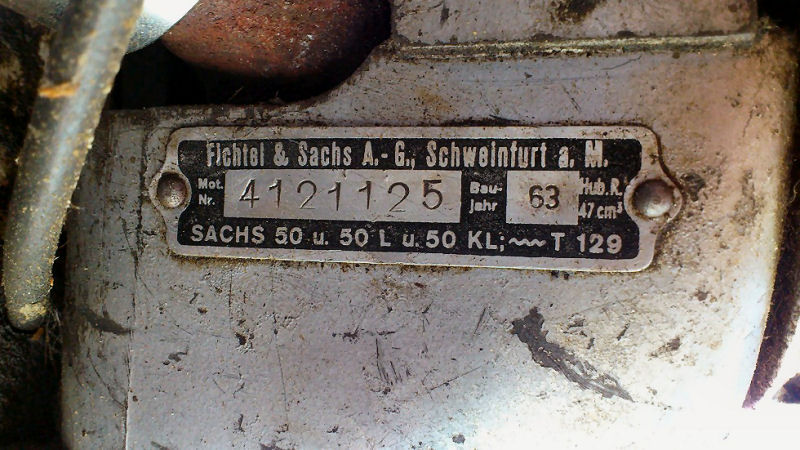 Fichtel & Sachs A.-G., Schweinfurt a. M.
Mot. Nr. 4121125 Bau- jahr 63 Hub.R. 47 cm³
SACHS 50 u. 50 L u. 50 KL; T 129